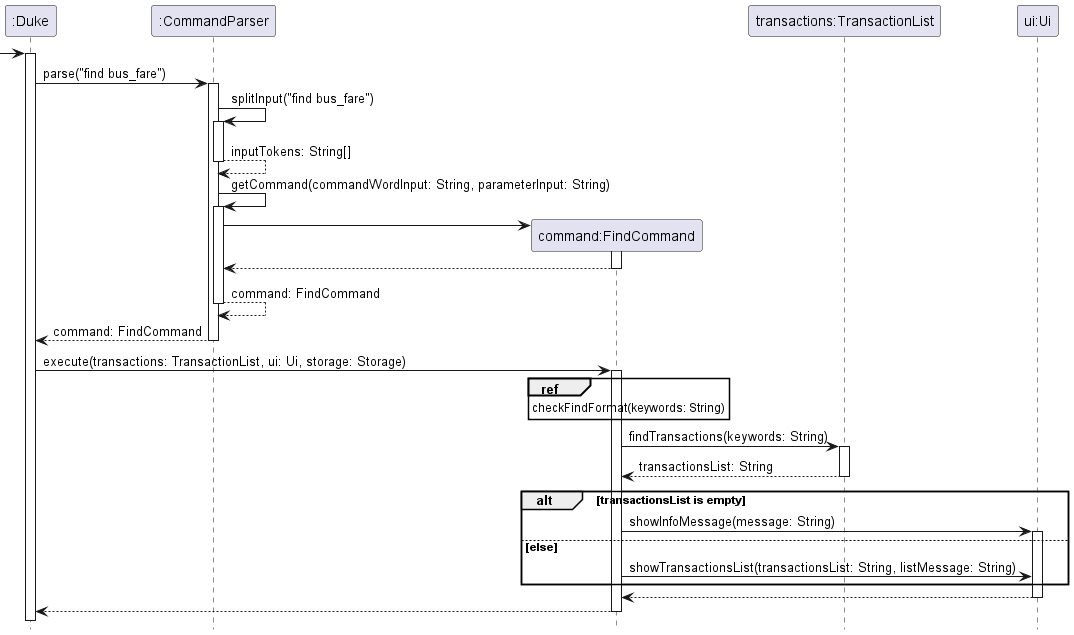 :Duke
:CommandParser
transactions:TransactionList
ui:Ui
parse("find bus_fare")
splitInput("find bus_fare")
inputTokens: String[]
getCommand(commandWordInput: String, parameterInput: String)
command:FindCommand
command: FindCommand
command: FindCommand
execute(transactions: TransactionList, ui: Ui, storage: Storage)
ref
checkFindFormat(keywords: String)
findTransactions(keywords: String)
transactionsList: String
alt [transactionsList is empty]
showInfoMessage(message: String)
[else]
showTransactionsList(transactionsList: String, listMessage: String)